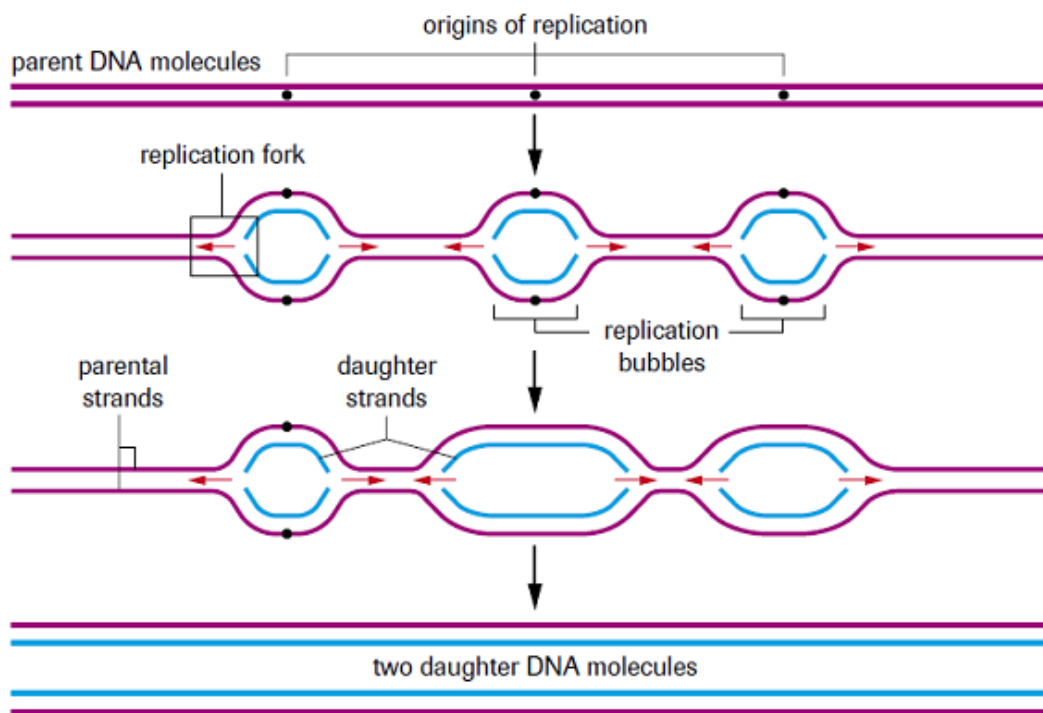 origins of replication
parent DNA molecules
replication fork
replication
bubbles
parental
strands
daughter
strands
two daughter DNA molecules